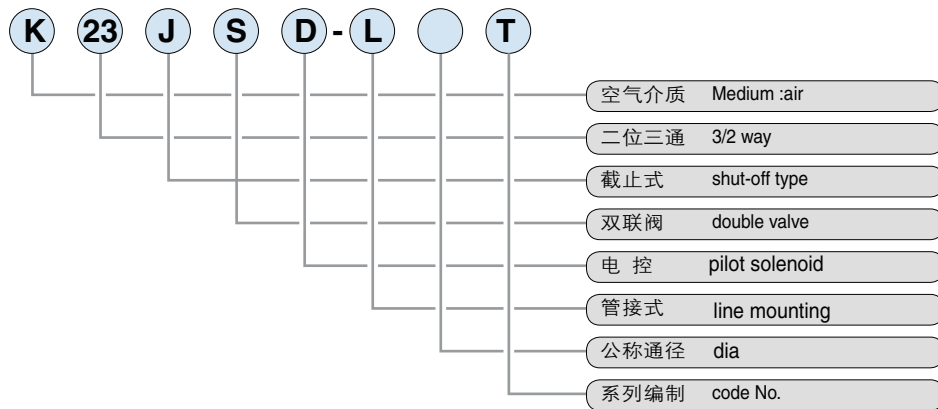 K 23 J S D - L T
空气介质 Medium :air
二位三通 3/2 way
截止式 shut-off type
双联阀 double valve
电 控 pilot solenoid
管接式 line mounting
公称通径 dia
系列编制 code No.